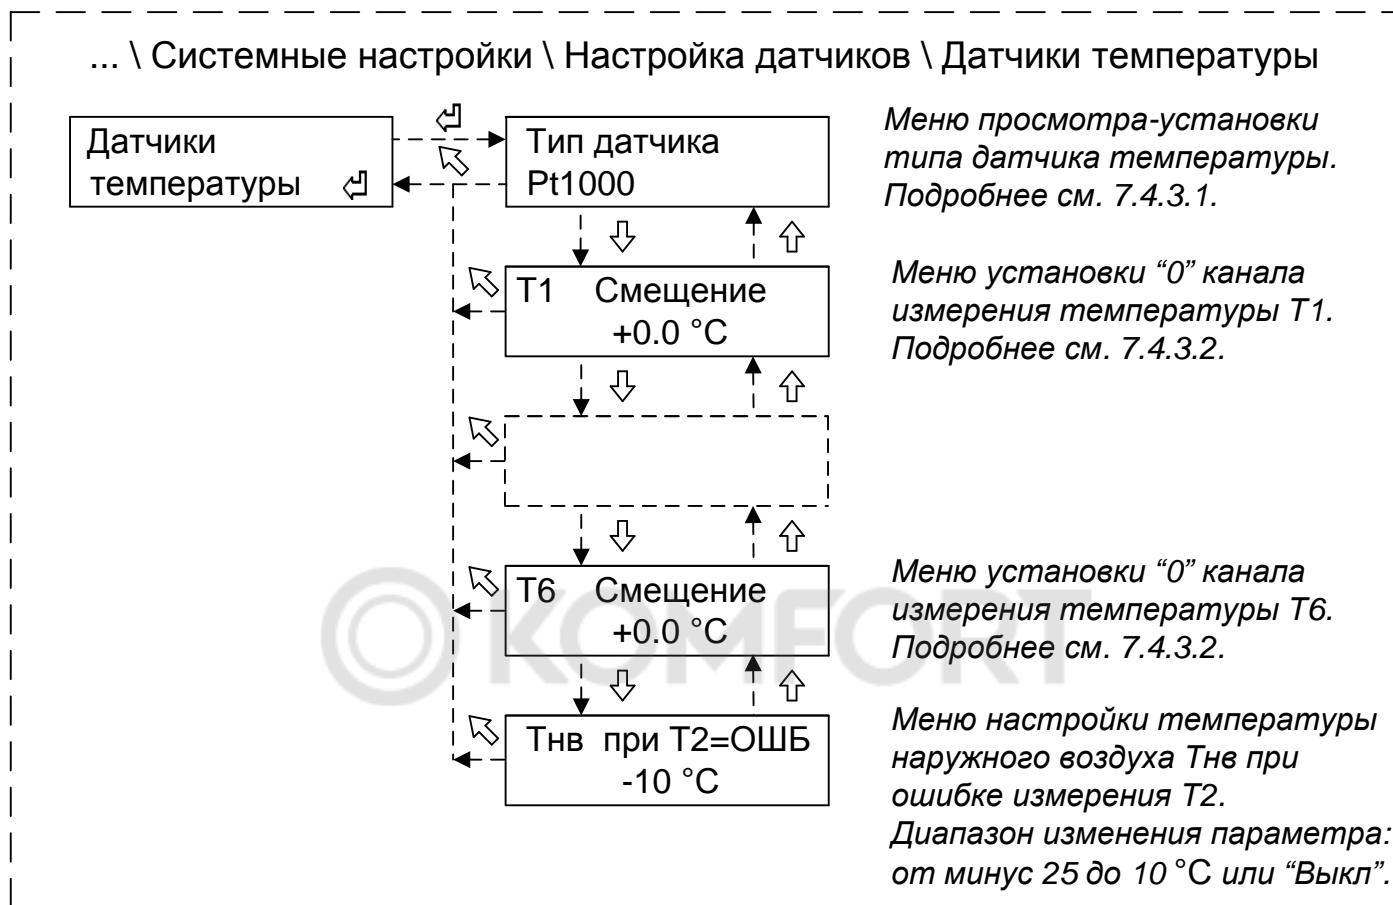 ... \ Системные настройки \ Настройка датчиков \ Датчики температуры
Датчики
температуры
Тип датчика
Pt1000
Меню просмотра-установки
типа датчика температуры.
Подробнее см. 7.4.3.1.
T1 Смещение
+0.0 °C
Меню установки “0” канала
измерения температуры Т1.
Подробнее см. 7.4.3.2.
T6 Смещение
+0.0 °C
Меню установки “0” канала
измерения температуры Т6.
Подробнее см. 7.4.3.2.
KOMFORT
Тнв при Т2=ОШБ
-10 °C
Меню настройки температуры
наружного воздуха Тнв при
ошибке измерения Т2.
Диапазон изменения параметра:
от минус 25 до 10 °C или “Выкл”.